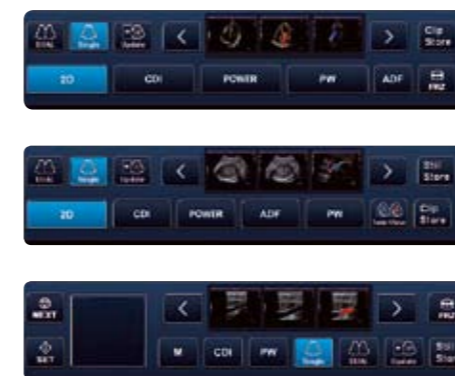 DUAL Single Update < > Clip
Store
2D CDI POWER PW ADF FRZ
DUAL Single Update < > Still
Store
2D CDI POWER ADF PW Clip
Store
NEXT < > FRZ
SET M CDI PW Single DUAL Update Still
Store